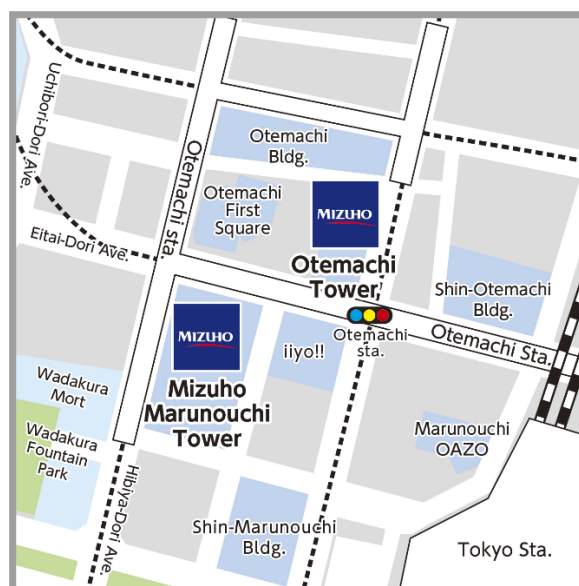 Uchibori-Dori Ave.
Otemachi
Bldg.
Otemachi sta.
Otemachi
First
Square
MIZUHO
Otemachi
Tower
Eitai-Dori Ave.
Shin-Otemachi
Bldg.
MIZUHO
iiyo!!
Otemachi
sta.
Otemachi Sta.
Wadakura
Mort
Mizuho
Marunouchi
Tower
Marunouchi
OAZO
Wadakura
Fountain
Park
Hibiya-Dori Ave.
Shin-Marunouchi
Bldg.
Tokyo Sta.